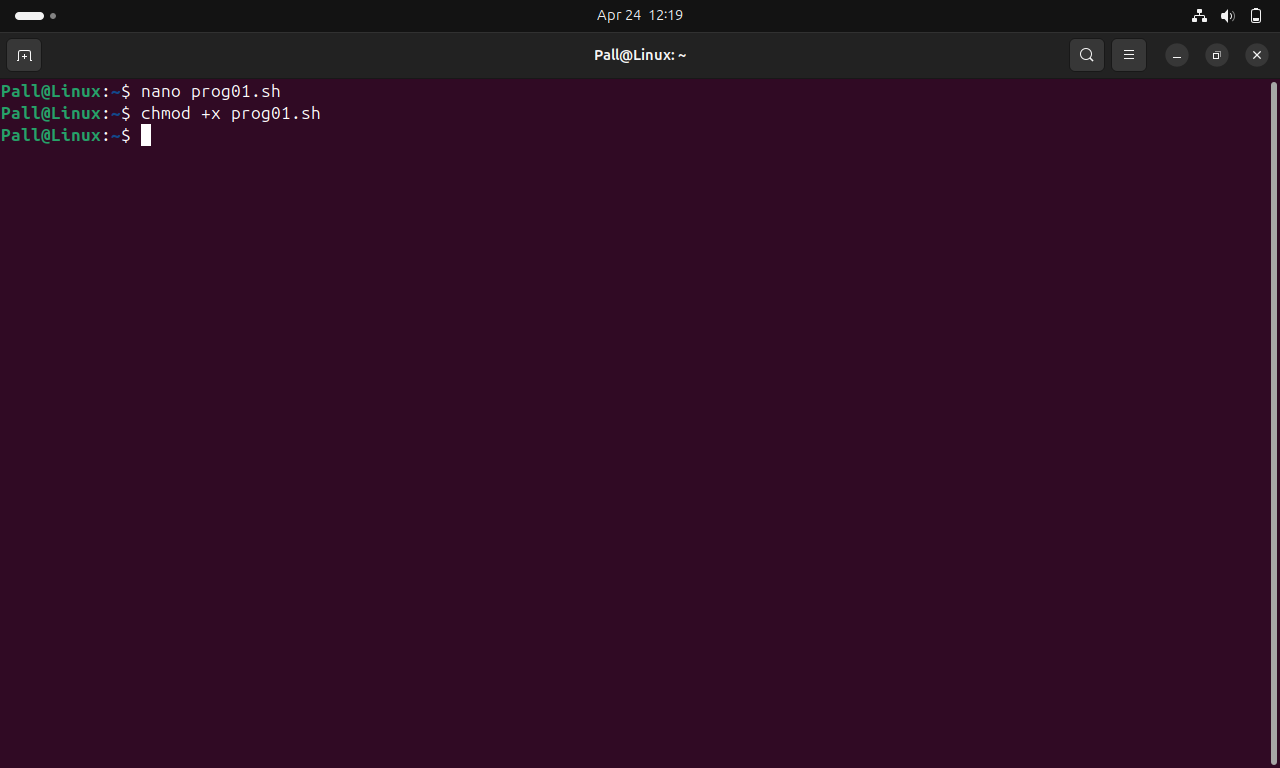 Apr 24 12:19
Pall@Linux: ~
Pall@Linux:~$ nano prog01.sh
Pall@Linux:~$ chmod +x prog01.sh
Pall@Linux:~$